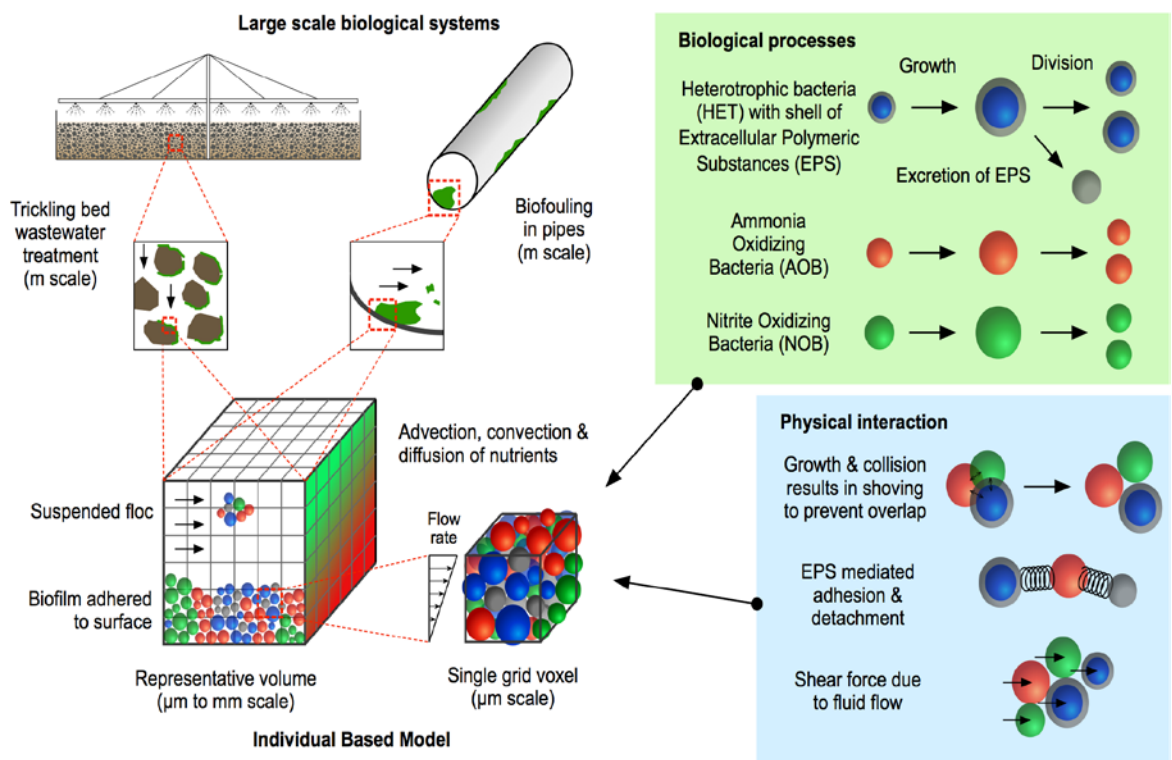 Large scale biological systems
Trickling bed
wastewater
treatment
(m scale)
Biofouling
in pipes
(m scale)
Advection, convection &
diffusion of nutrients
Suspended floc
Flow
rate
Biofilm adhered
to surface
Representative volume
(µm to mm scale)
Single grid voxel
(µm scale)
Individual Based Model
Biological processes
Growth
Division
Heterotrophic bacteria
(HET) with shell of
Extracellular Polymeric
Substances (EPS)
Excretion of EPS
Ammonia
Oxidizing
Bacteria (AOB)
Nitrite Oxidizing
Bacteria (NOB)
Physical interaction
Growth & collision
results in shoving
to prevent overlap
EPS mediated
adhesion &
detachment
Shear force due
to fluid flow